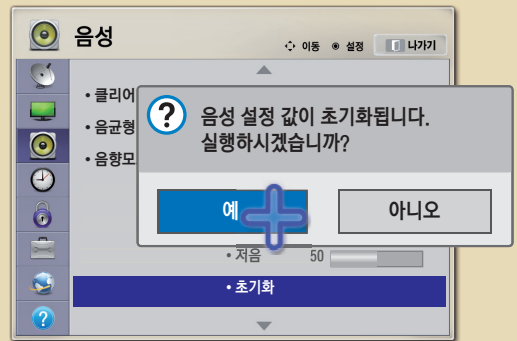 음성
이동 설정 나가기
• 클리어
• 음균형
• 음향모
음성 설정 값이 초기화됩니다.
실행하시겠습니까?
예 아니오
• 저음 50
• 초기화